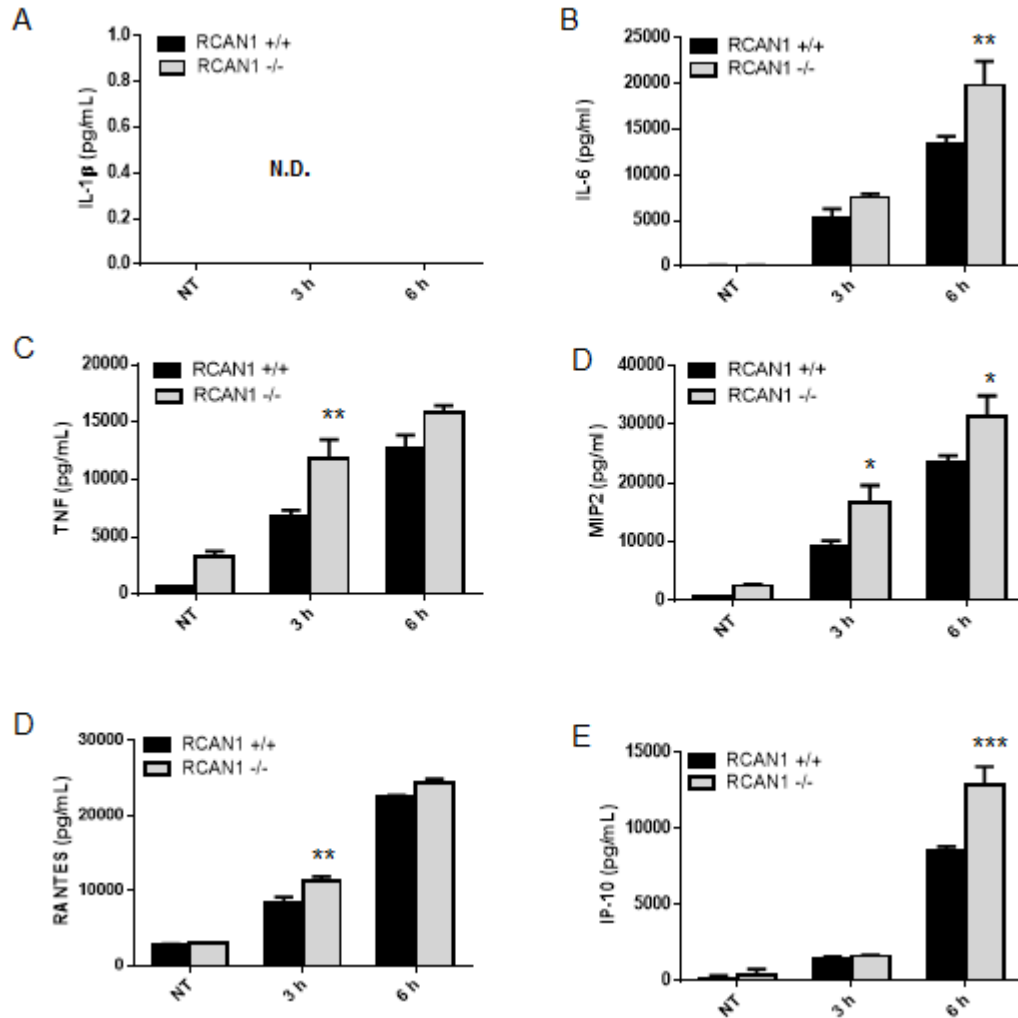 A
RCAN1 +/+
RCAN1 -/-
IL-1β (pg/mL)
1.0
0.8
0.6
0.4
0.2
0.0
N.D.
NT
3 h
6 h
B
RCAN1 +/+
RCAN1 -/-
IL-6 (pg/ml)
25000
20000
15000
10000
5000
0
**
NT
3 h
6 h
C
RCAN1 +/+
RCAN1 -/-
TNF (pg/mL)
20000
15000
10000
5000
0
**
NT
3 h
6 h
D
RCAN1 +/+
RCAN1 -/-
MIP2 (pg/ml)
40000
30000
20000
10000
0
*
*
NT
3 h
6 h
D
RCAN1 +/+
RCAN1 -/-
RANTES (pg/mL)
30000
20000
10000
0
**
NT
3 h
6 h
E
RCAN1 +/+
RCAN1 -/-
IP-10 (pg/mL)
15000
10000
5000
0
***
NT
3 h
6 h